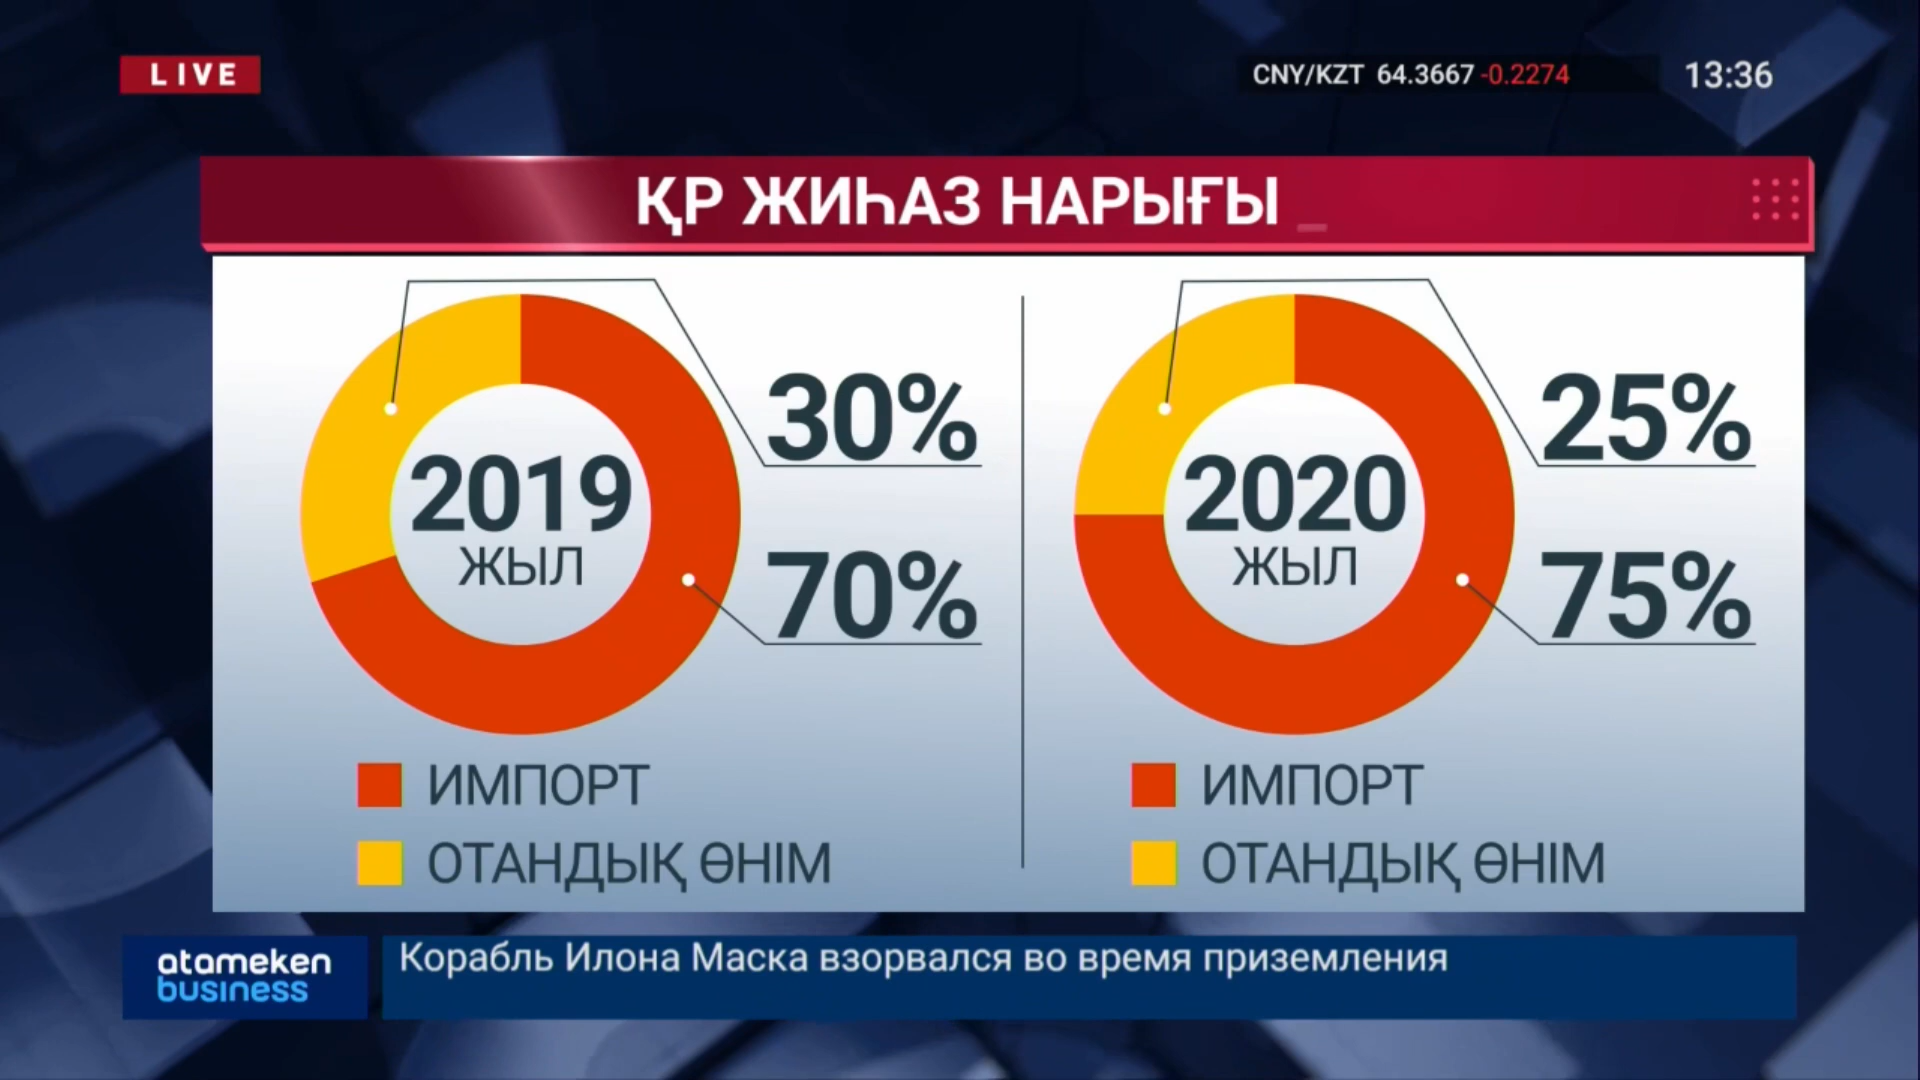 LIVE
CNY/KZT 64.3667 -0.2274
13:36
ҚР ЖИҺАЗ НАРЫҒЫ _
30%
2019
ЖЫЛ
70%
ИМПОРТ
ОТАНДЫҚ ӨНІМ
25%
2020
ЖЫЛ
75%
ИМПОРТ
ОТАНДЫҚ ӨНІМ
atameken
business
Корабль Илона Маска взорвался во время приземления